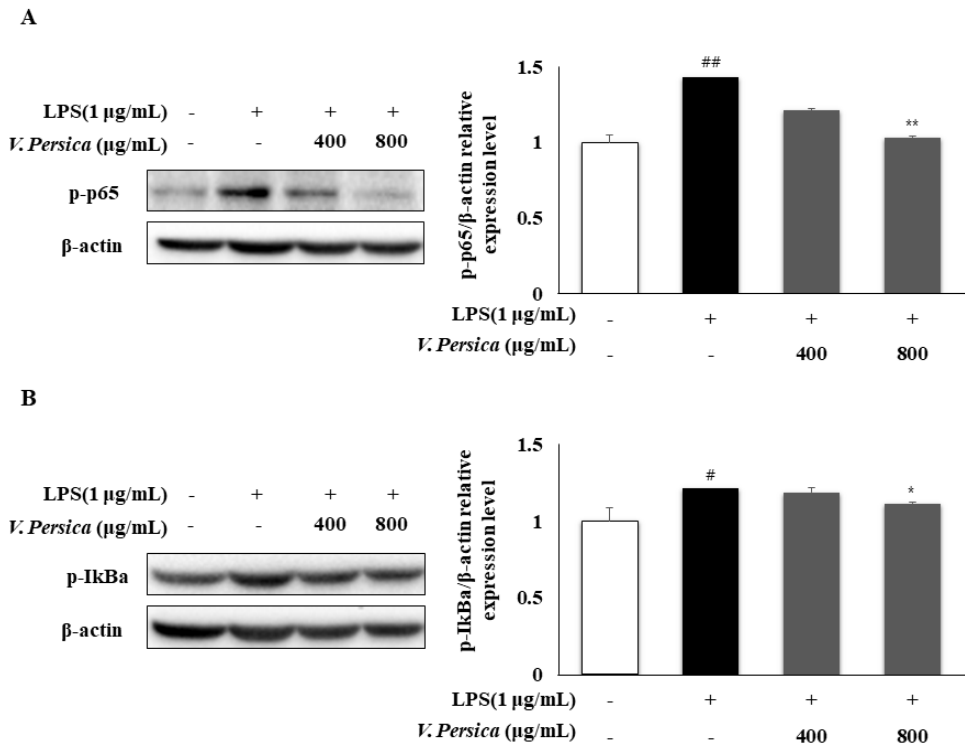 A
LPS(1 μg/mL) - + + +
V. Persica (μg/mL) - - 400 800
p-p65
β-actin
p-p65/β-actin relative
expression level
1.5
1
0.5
0
##
**
LPS(1 μg/mL) - + + +
V. Persica (μg/mL) - - 400 800
B
LPS(1 μg/mL) - + + +
V. Persica (μg/mL) - - 400 800
p-IkBa
β-actin
p-IkBa/β-actin relative
expression level
1.5
1
0.5
0
#
*
LPS(1 μg/mL) - + + +
V. Persica (μg/mL) - - 400 800